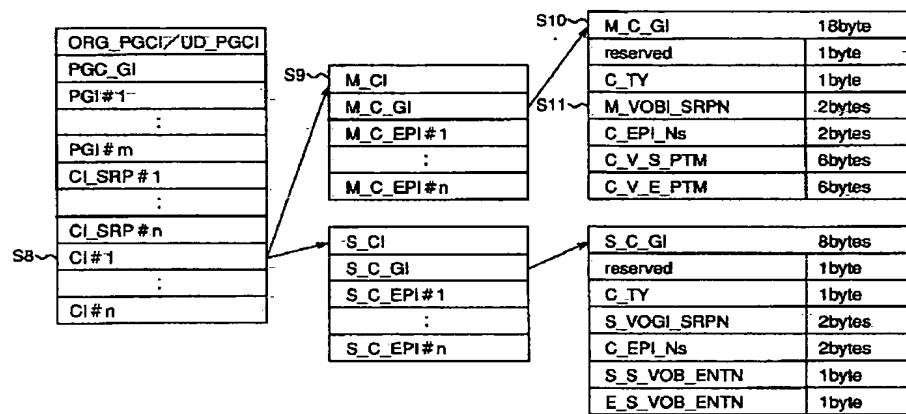 ORG_PGCI/UD_PGCI
PGC_GI
PGI#1
:
PGI#m
CI_SRP#1
:
CI_SRP#n
S8 CI#1
:
CI#n
S9 M_CI
M_C_GI
M_C_EPI#1
:
M_C_EPI#n
S_CI
S_C_GI
S_C_EPI#1
:
S_C_EPI#n
S10 M_C_GI 18byte
reserved 1byte
C_TY 1byte
S11 M_VOBI_SRPN 2bytes
C_EPI_Ns 2bytes
C_V_S_PTM 6bytes
C_V_E_PTM 6bytes
S_C_GI 8bytes
reserved 1byte
C_TY 1byte
S_VOGI_SRPN 2bytes
C_EPI_Ns 2bytes
S_S_VOB_ENTN 1byte
E_S_VOB_ENTN 1byte